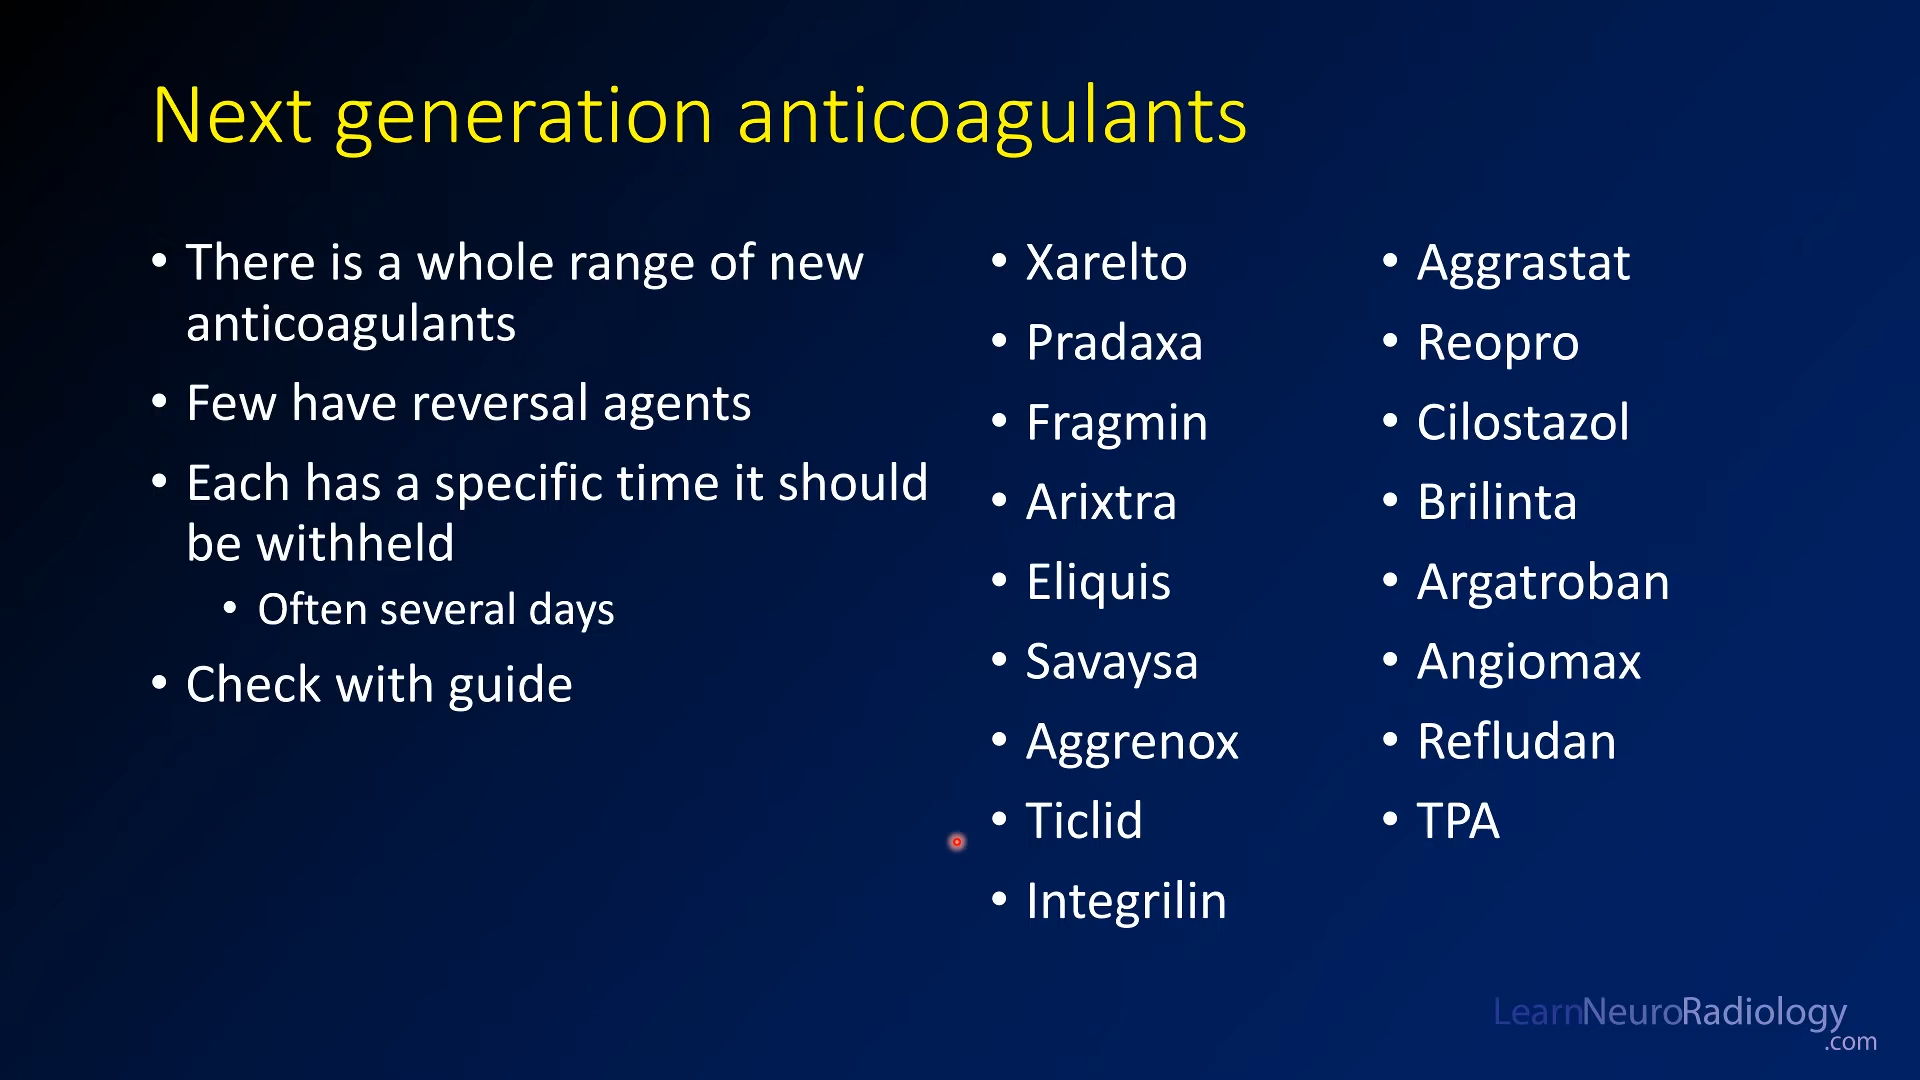 Next generation anticoagulants
• There is a whole range of new
anticoagulants
• Few have reversal agents
• Each has a specific time it should
be withheld
• Often several days
• Check with guide
• Xarelto
• Pradaxa
• Fragmin
• Arixtra
• Eliquis
• Savaysa
• Aggrenox
• Ticlid
• Integrilin
• Aggrastat
• Reopro
• Cilostazol
• Brilinta
• Argatroban
• Angiomax
• Refludan
• TPA
LearnNeuroRadiology
.com